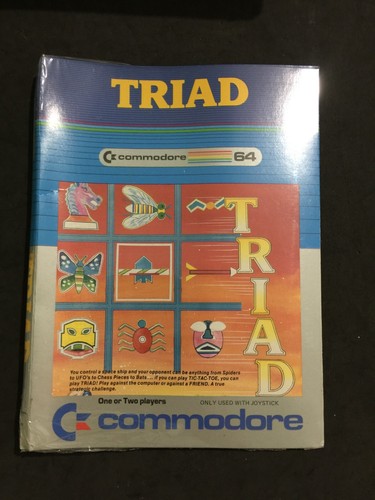 TRIAD
commodore 64
TRIAD
You control a space ship and your opponent can be anything from Spiders
to UFO's to Chess Pieces to Bats ... if you can play TIC-TAC-TOE, you can
play TRIAD! Play against the computer or against a FRIEND. A true
strategic challenge.
One or Two players
ONLY USED WITH JOYSTICK
commodore